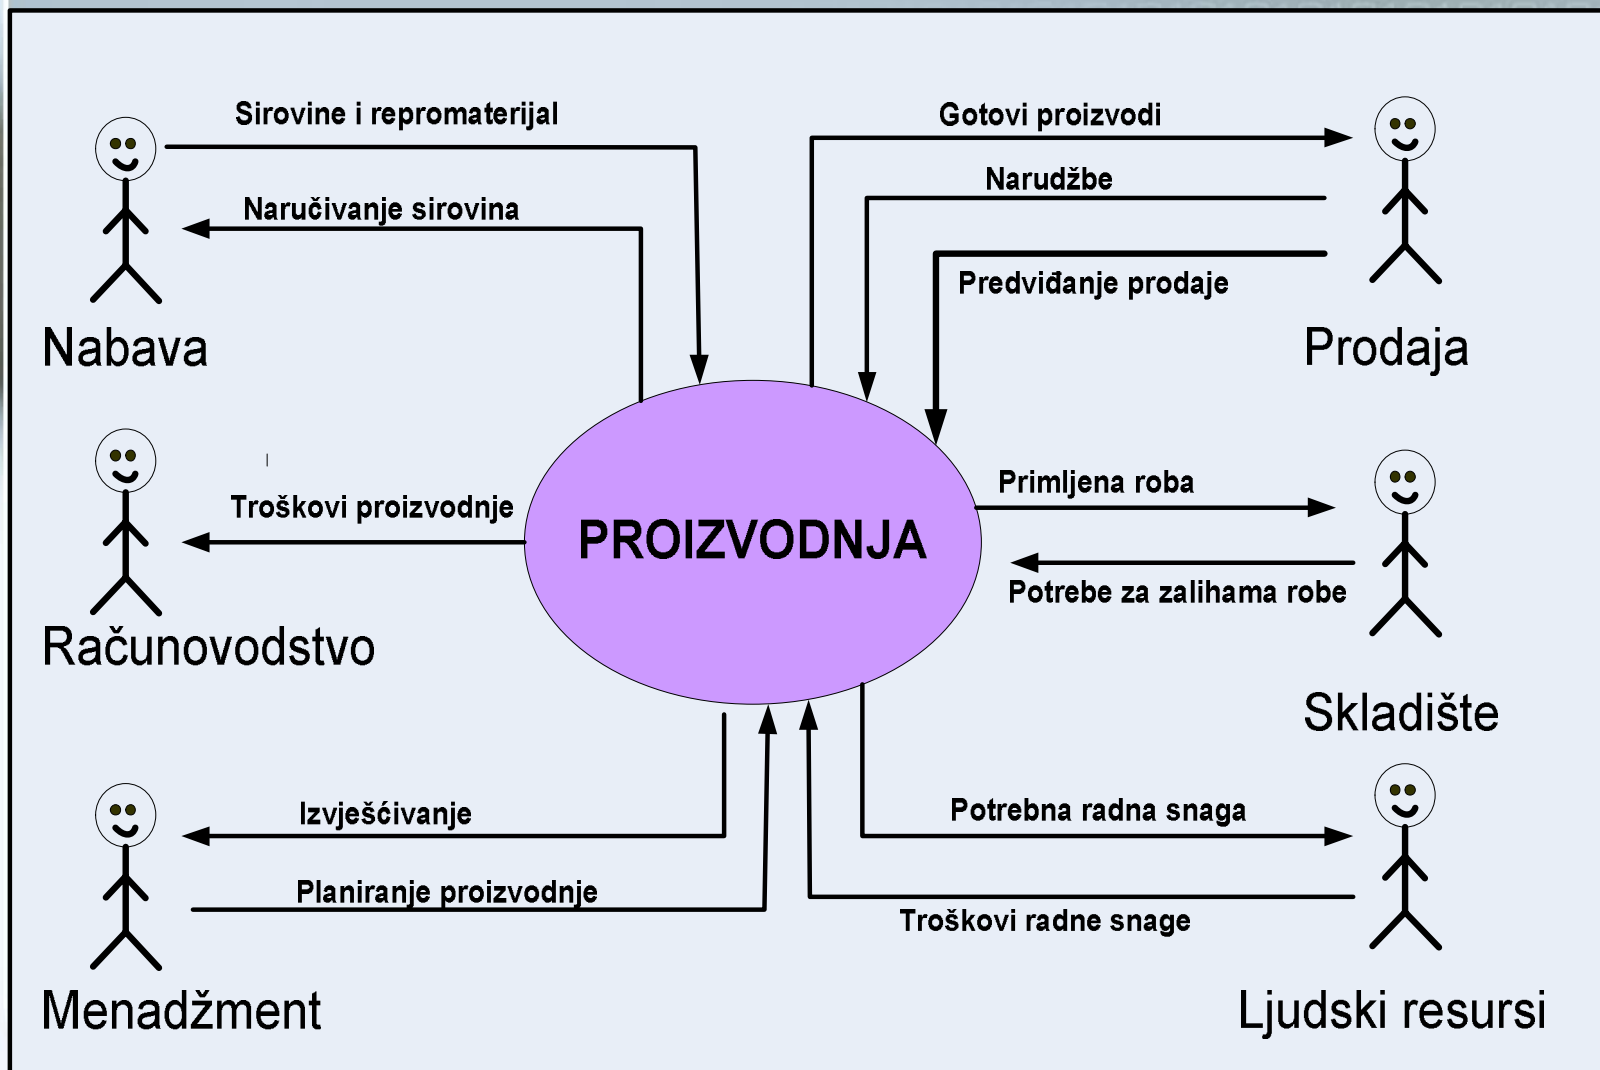 Sirovine i repromaterijal
Naručivanje sirovina
Nabava
Gotovi proizvodi
Narudžbe
Predviđanje prodaje
Prodaja
Troškovi proizvodnje
Računovodstvo
PROIZVODNJA
Primljena roba
Potrebe za zalihama robe
Skladište
Izvješćivanje
Planiranje proizvodnje
Menadžment
Potrebna radna snaga
Troškovi radne snage
Ljudski resursi